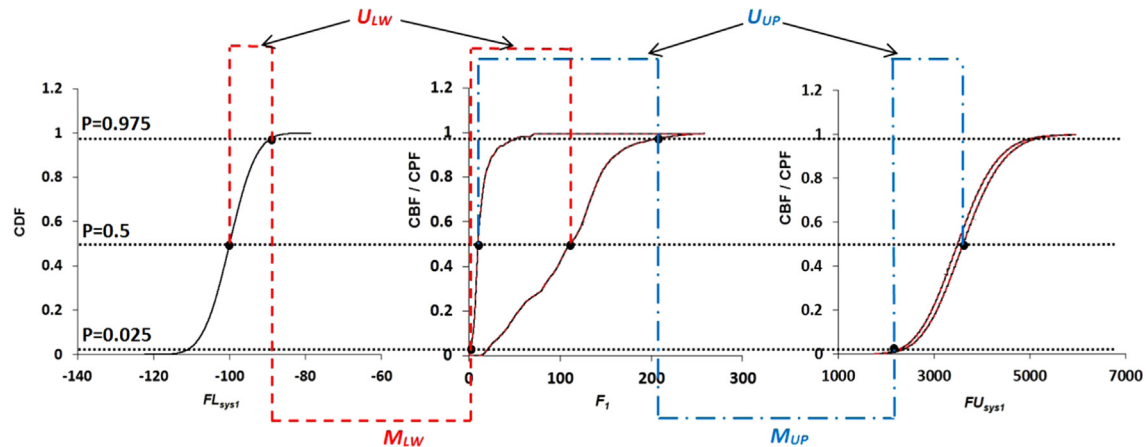 U_LW
U_UP
1.2
P=0.975
1
0.8
0.6
P=0.5
0.4
0.2
P=0.025
0
CDF
-140
-120
-100
-80
-60
FL_sys1
M_LW
1.2
1
0.8
0.6
0.4
0.2
0
CBF / CPF
0
100
200
300
F_1
1.2
1
0.8
0.6
0.4
0.2
0
CBF / CPF
1000
3000
5000
7000
FU_sys1
M_UP